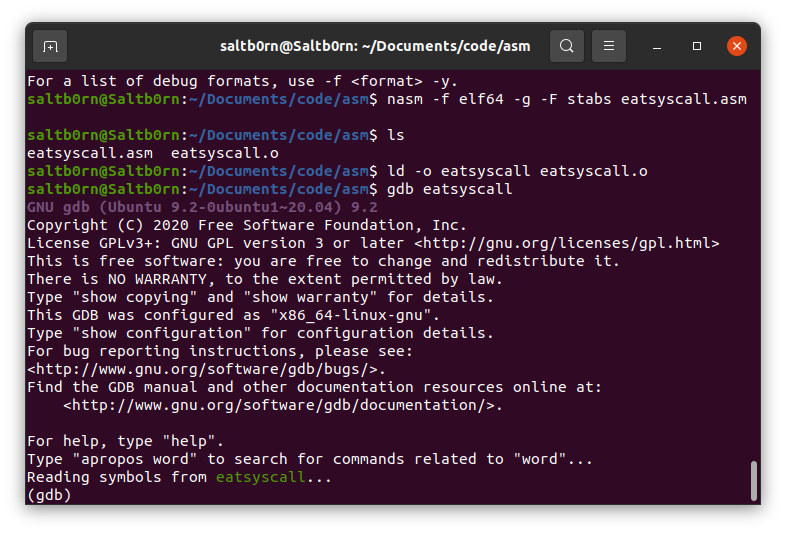 saltb0rn@Saltb0rn: ~/Documents/code/asm
For a list of debug formats, use -f <format> -y.
saltb0rn@Saltb0rn:~/Documents/code/asm$ nasm -f elf64 -g -F stabs eatsyscall.asm
saltb0rn@Saltb0rn:~/Documents/code/asm$ ls
eatsyscall.asm  eatsyscall.o
saltb0rn@Saltb0rn:~/Documents/code/asm$ ld -o eatsyscall eatsyscall.o
saltb0rn@Saltb0rn:~/Documents/code/asm$ gdb eatsyscall
GNU gdb (Ubuntu 9.2-0ubuntu1~20.04) 9.2
Copyright (C) 2020 Free Software Foundation, Inc.
License GPLv3+: GNU GPL version 3 or later <http://gnu.org/licenses/gpl.html>
This is free software: you are free to change and redistribute it.
There is NO WARRANTY, to the extent permitted by law.
Type "show copying" and "show warranty" for details.
This GDB was configured as "x86_64-linux-gnu".
Type "show configuration" for configuration details.
For bug reporting instructions, please see:
<http://www.gnu.org/software/gdb/bugs/>.
Find the GDB manual and other documentation resources online at:
    <http://www.gnu.org/software/gdb/documentation/>.
For help, type "help".
Type "apropos word" to search for commands related to "word"...
Reading symbols from eatsyscall...
(gdb)